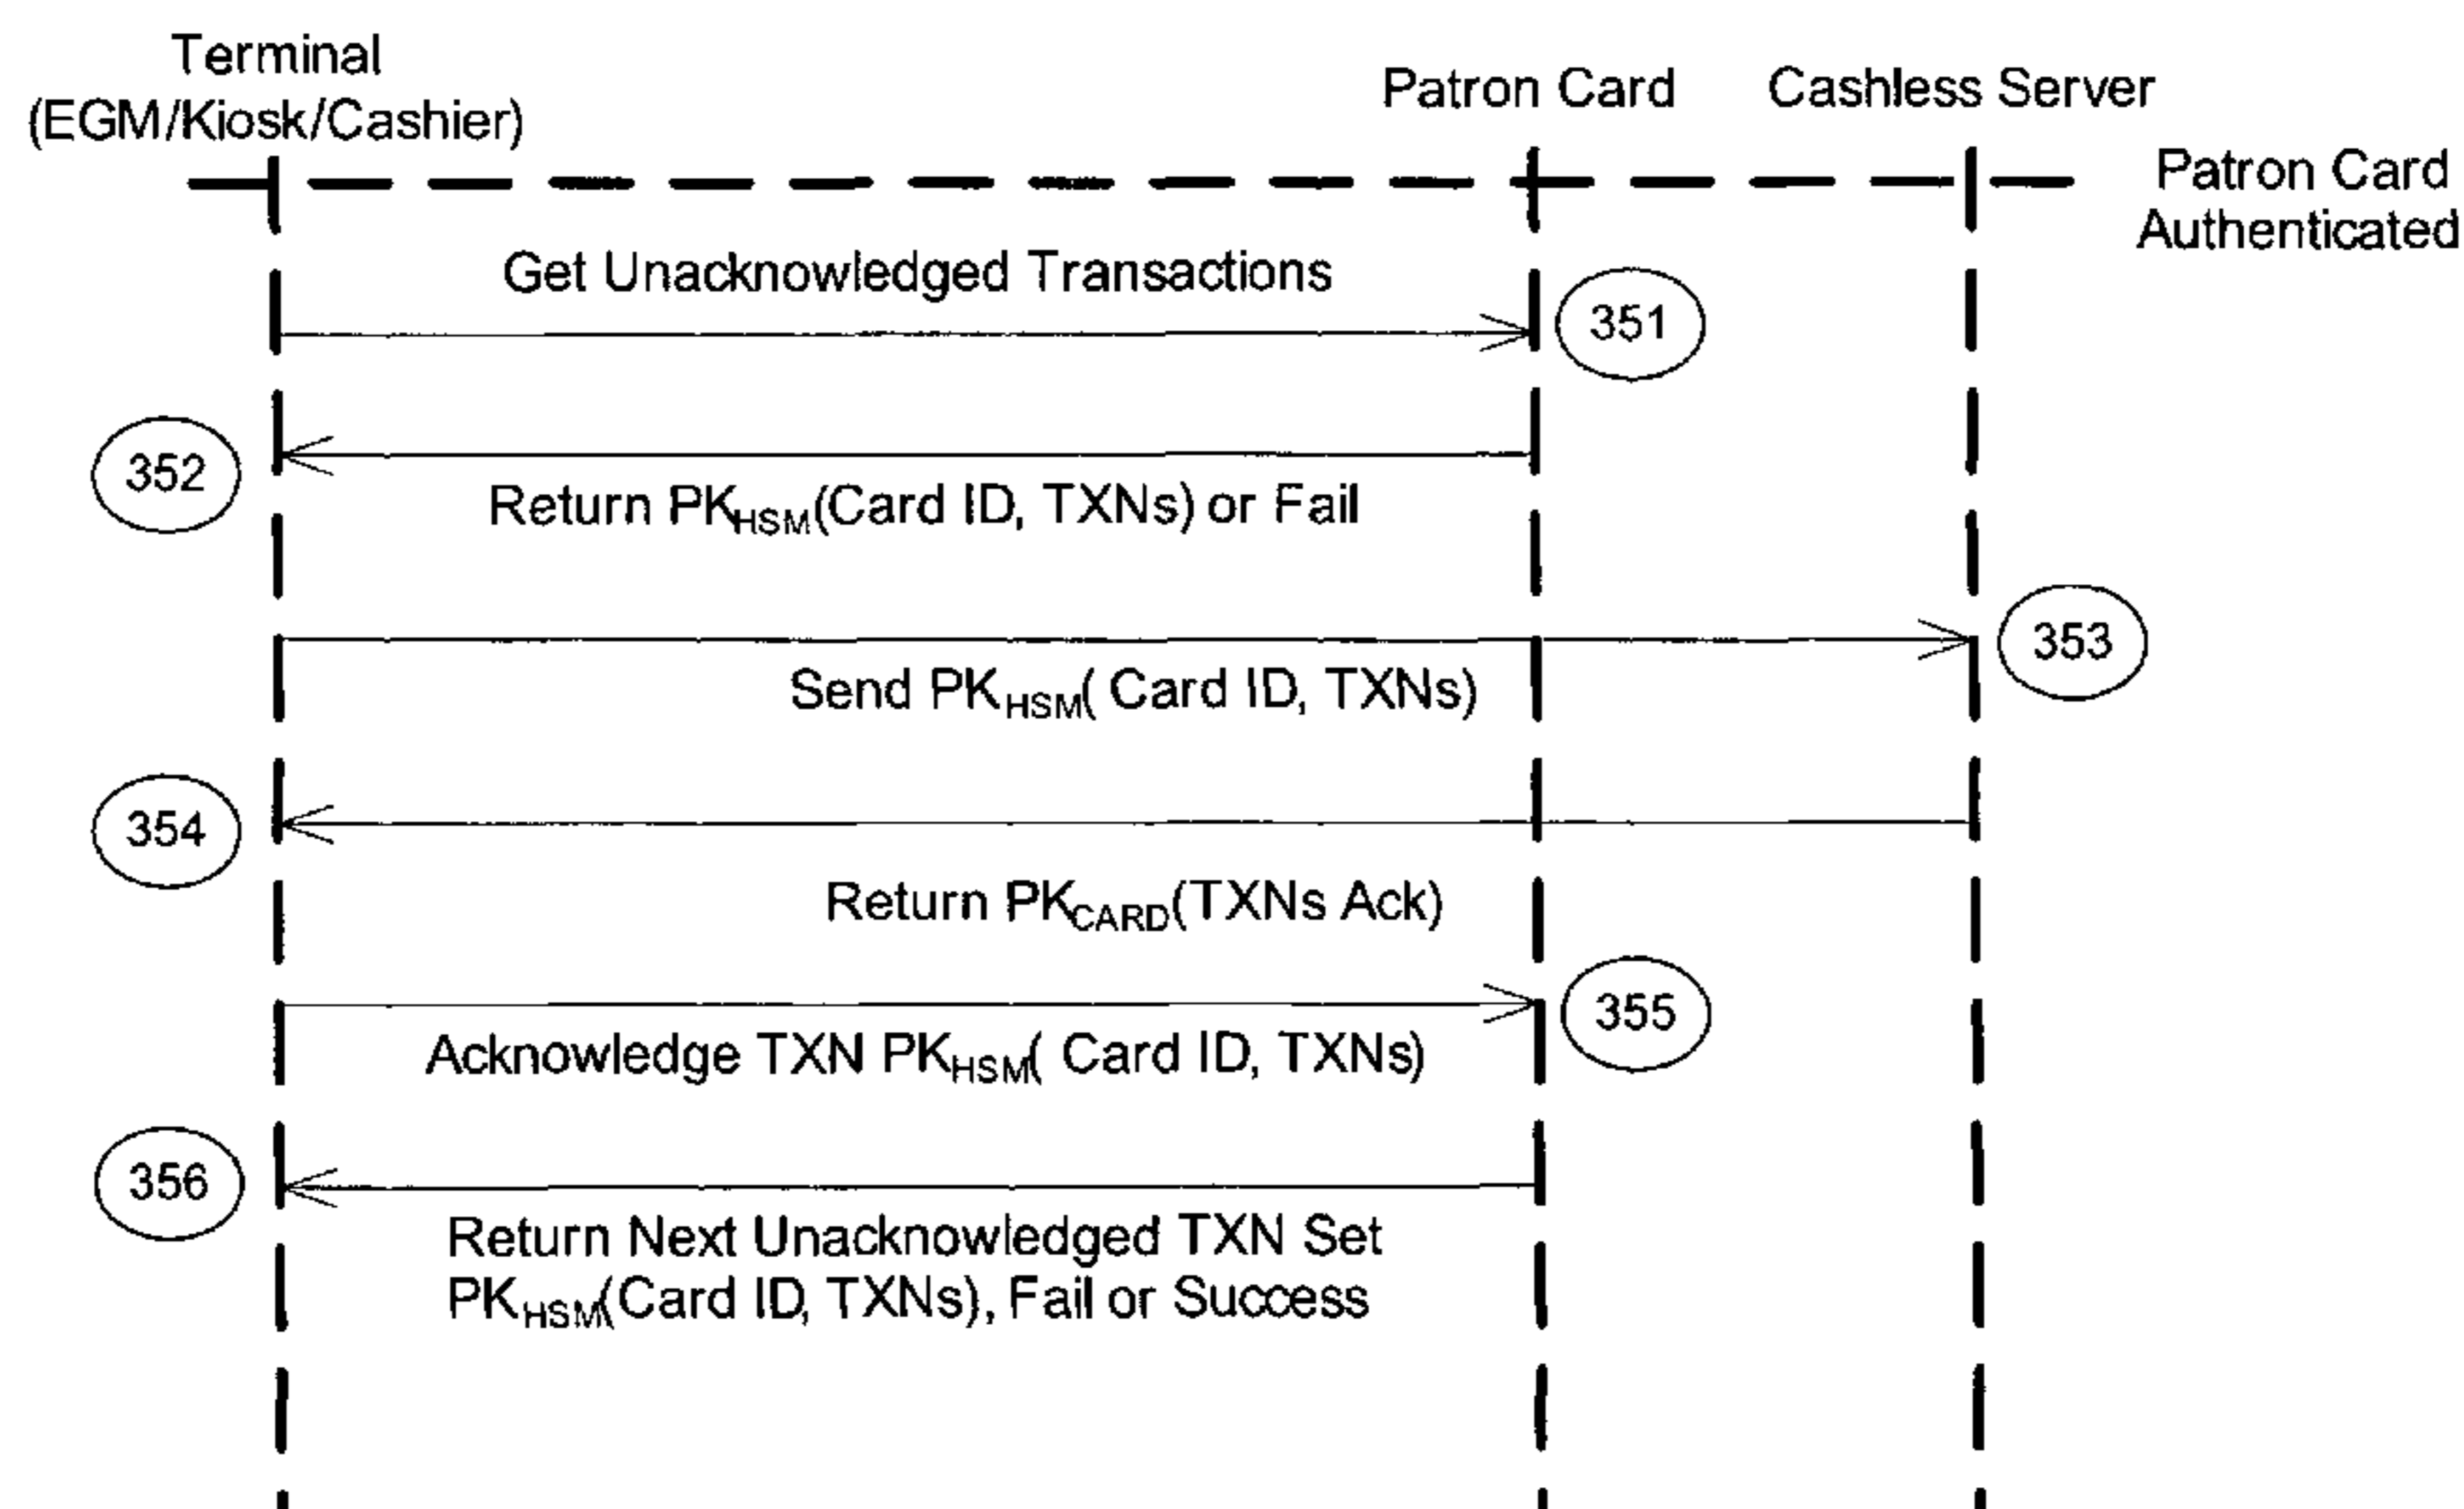 Terminal
(EGM/Kiosk/Cashier)
Patron Card
Cashless Server
Patron Card
Authenticated
Get Unacknowledged Transactions
351
352
Return PKHSM(Card ID, TXNs) or Fail
353
Send PKHSM( Card ID, TXNs)
354
Return PKCARD(TXNs Ack)
355
Acknowledge TXN PKHSM( Card ID, TXNs)
356
Return Next Unacknowledged TXN Set
PKHSM(Card ID, TXNs), Fail or Success